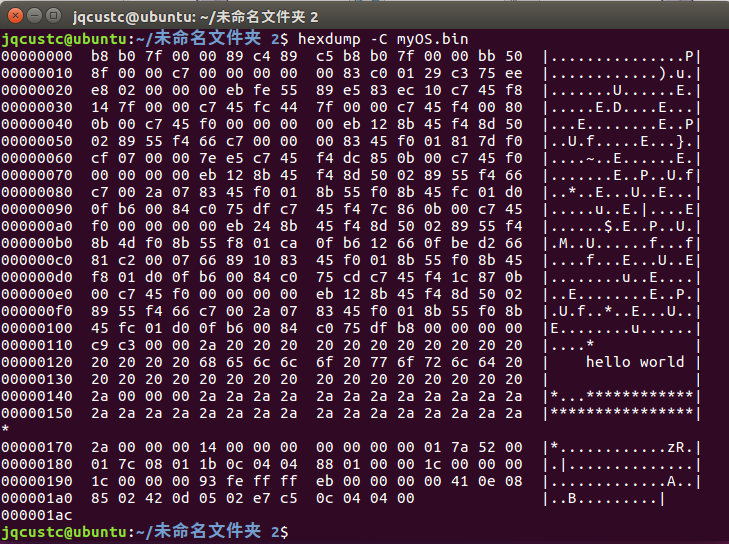 jqcustc@ubuntu: ~/未命名文件夹 2
jqcustc@ubuntu:~/未命名文件夹 2$ hexdump -C myOS.bin
00000000  b8 b0 7f 00 00 89 c4 89  c5 b8 b0 7f 00 00 bb 50  |...............P|
00000010  8f 00 00 c7 00 00 00 00  00 83 c0 01 29 c3 75 ee  |............).u.|
00000020  e8 02 00 00 00 eb fe 55  89 e5 83 ec 10 c7 45 f8  |.......U......E.|
00000030  14 7f 00 00 c7 45 fc 44  7f 00 00 c7 45 f4 00 80  |.....E.D....E...|
00000040  0b 00 c7 45 f0 00 00 00  00 eb 12 8b 45 f4 8d 50  |...E........E..P|
00000050  02 89 55 f4 66 c7 00 00  00 83 45 f0 01 81 7d f0  |..U.f.....E...}.|
00000060  cf 07 00 00 7e e5 c7 45  f4 dc 85 0b 00 c7 45 f0  |....~..E......E.|
00000070  00 00 00 00 eb 12 8b 45  f4 8d 50 02 89 55 f4 66  |.......E..P..U.f|
00000080  c7 00 2a 07 83 45 f0 01  8b 55 f0 8b 45 fc 01 d0  |..*..E...U..E...|
00000090  0f b6 00 84 c0 75 df c7  45 f4 7c 86 0b 00 c7 45  |.....u..E.|....E|
000000a0  f0 00 00 00 00 eb 24 8b  45 f4 8d 50 02 89 55 f4  |......$.E..P..U.|
000000b0  8b 4d f0 8b 55 f8 01 ca  0f b6 12 66 0f be d2 66  |.M..U......f...f|
000000c0  81 c2 00 07 66 89 10 83  45 f0 01 8b 55 f0 8b 45  |....f...E...U..E|
000000d0  f8 01 d0 0f b6 00 84 c0  75 cd c7 45 f4 1c 87 0b  |........u..E....|
000000e0  00 c7 45 f0 00 00 00 00  eb 12 8b 45 f4 8d 50 02  |..E........E..P.|
000000f0  89 55 f4 66 c7 00 2a 07  83 45 f0 01 8b 55 f0 8b  |.U.f..*..E...U..|
00000100  45 fc 01 d0 0f b6 00 84  c0 75 df b8 00 00 00 00  |E........u......|
00000110  c9 c3 00 00 2a 20 20 20  20 20 20 20 20 20 20 20  |....*           |
00000120  20 20 20 20 68 65 6c 6c  6f 20 77 6f 72 6c 64 20  |    hello world |
00000130  20 20 20 20 20 20 20 20  20 20 20 20 20 20 20 20  |                |
00000140  2a 00 00 00 2a 2a 2a 2a  2a 2a 2a 2a 2a 2a 2a 2a  |*...************|
00000150  2a 2a 2a 2a 2a 2a 2a 2a  2a 2a 2a 2a 2a 2a 2a 2a  |****************|
*
00000170  2a 00 00 00 14 00 00 00  00 00 00 00 01 7a 52 00  |*............zR.|
00000180  01 7c 08 01 1b 0c 04 04  88 01 00 00 1c 00 00 00  |.|..............|
00000190  1c 00 00 00 93 fe ff ff  eb 00 00 00 00 41 0e 08  |.............A..|
000001a0  85 02 42 0d 05 02 e7 c5  0c 04 04 00              |..B.........|
000001ac
jqcustc@ubuntu:~/未命名文件夹 2$